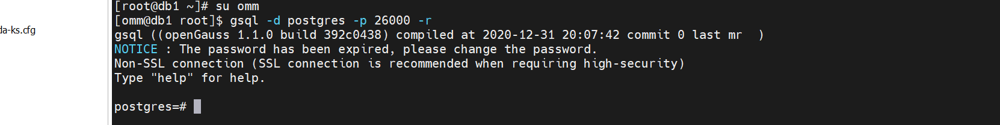 [root@db1 ~]# su omm
[omm@db1 root]$ gsql -d postgres -p 26000 -r
da-ks.cfg
gsql ((openGauss 1.1.0 build 392c0438) compiled at 2020-12-31 20:07:42 commit 0 last mr  )
NOTICE : The password has been expired, please change the password.
Non-SSL connection (SSL connection is recommended when requiring high-security)
Type "help" for help.
postgres=#